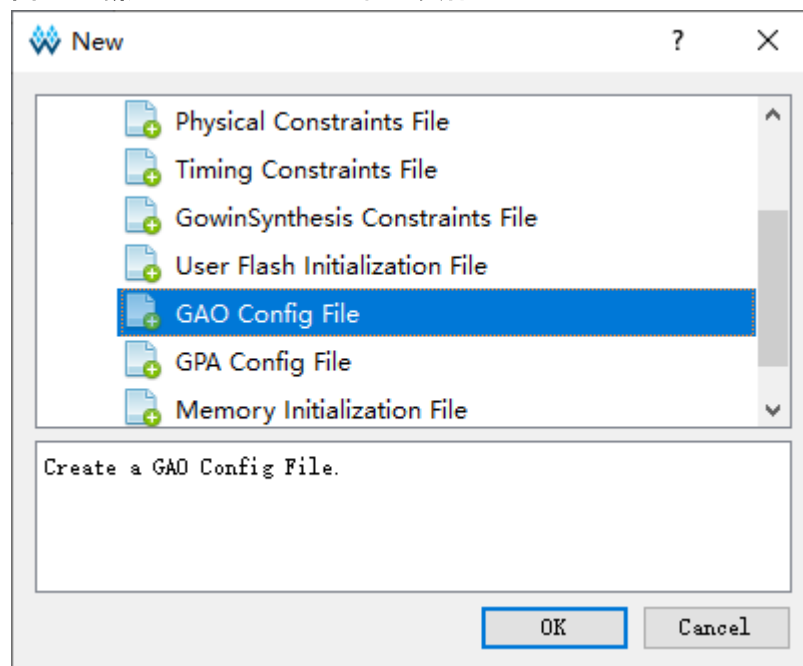 New
?
Physical Constraints File
Timing Constraints File
GowinSynthesis Constraints File
User Flash Initialization File
GAO Config File
GPA Config File
Memory Initialization File
Create a GAO Config File.
OK
Cancel